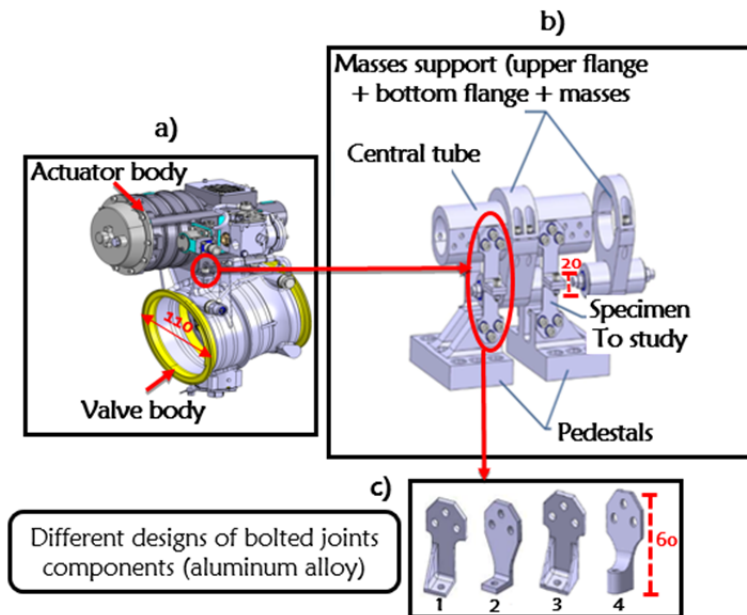 b)
Masses support (upper flange
+ bottom flange + masses
a)
Central tube
Actuator body
20
110
Specimen
To study
Valve body
Pedestals
c)
Different designs of bolted joints
components (aluminum alloy)
60
1 2 3 4